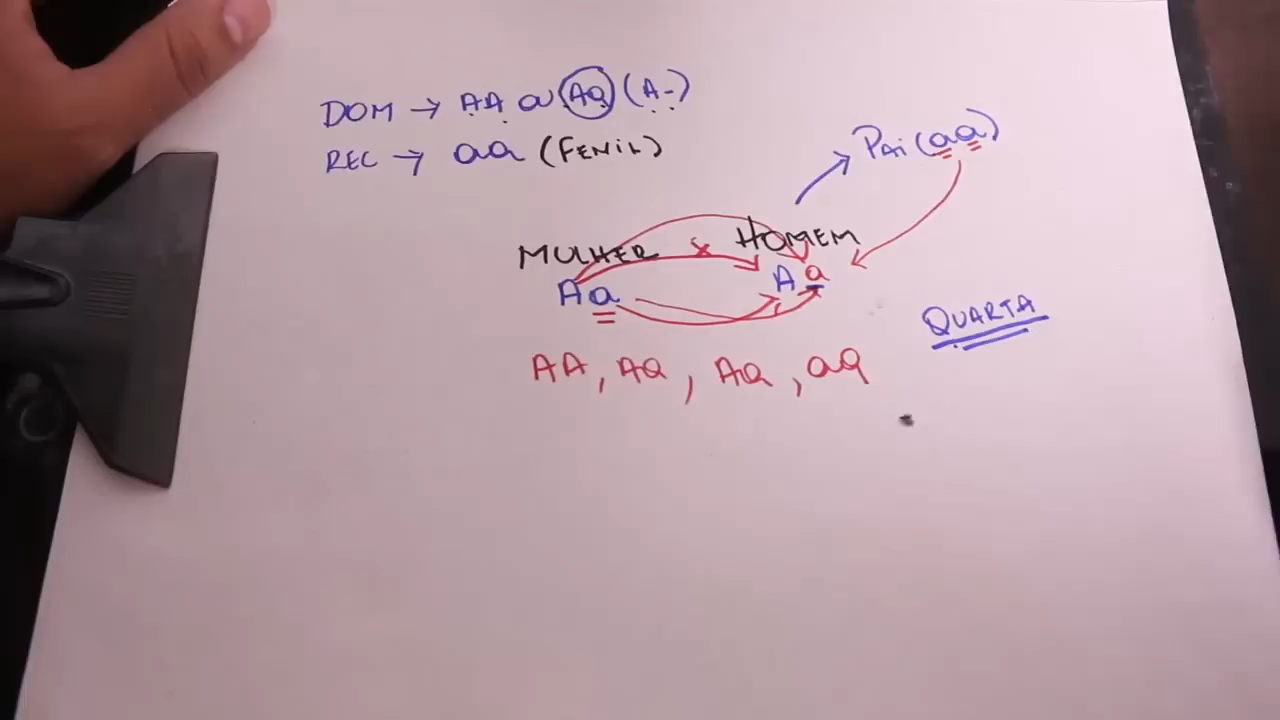 DOM → AA ou Aa (A-)
REC → aa (FENIL)
PAi (aa)
MULHER x HOMEM
Aa Aa
QUARTA
AA, Aa, Aa, aa